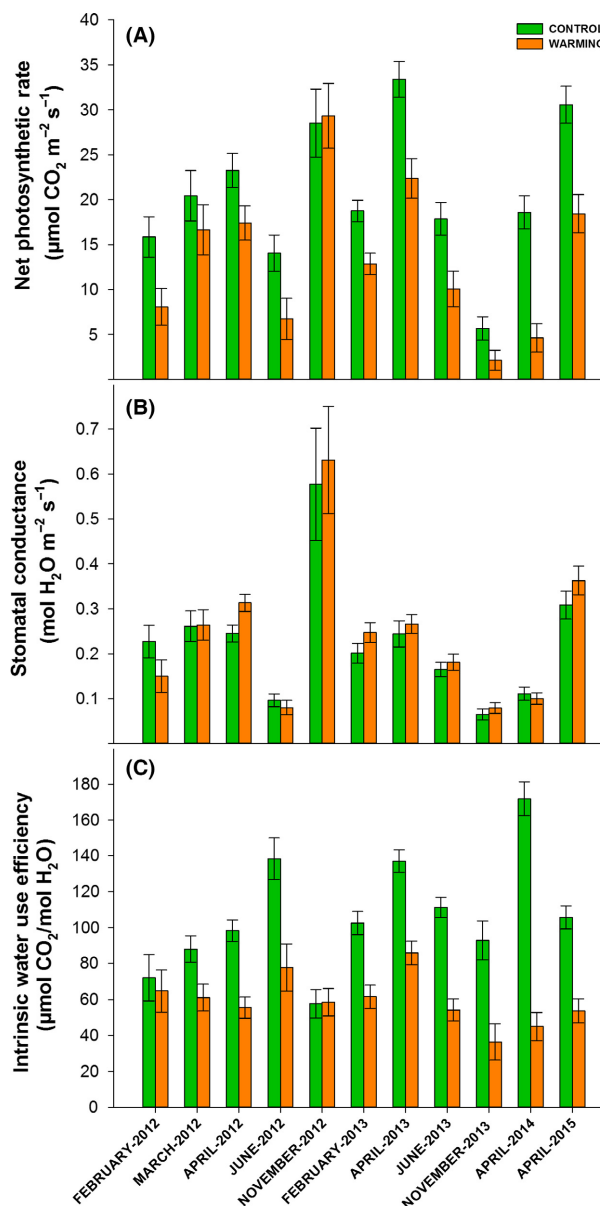 (A)
CONTROL
WARMING
Net photosynthetic rate
(µmol CO₂ m⁻² s⁻¹)
40
35
30
25
20
15
10
5
(B)
Stomatal conductance
(mol H₂O m⁻² s⁻¹)
0.7
0.6
0.5
0.4
0.3
0.2
0.1
(C)
Intrinsic water use efficiency
(µmol CO₂/mol H₂O)
180
160
140
120
100
80
60
40
20
0
FEBRUARY-2012
MARCH-2012
APRIL-2012
JUNE-2012
NOVEMBER-2012
FEBRUARY-2013
APRIL-2013
JUNE-2013
NOVEMBER-2013
APRIL-2014
APRIL-2015